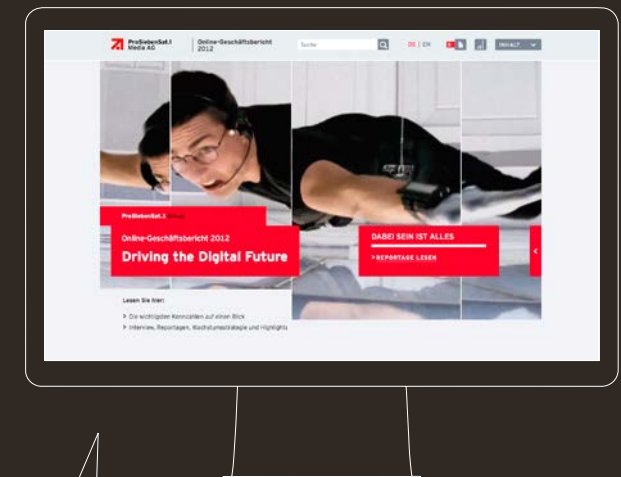 ProSiebenSat.1
Media AG
Online-Geschäftsbericht
2012
Suche
DE | EN
INHALT
ProSiebenSat.1 Group
Online-Geschäftsbericht 2012
Driving the Digital Future
DABEI SEIN IST ALLES
> REPORTAGE LESEN
Lesen Sie hier:
> Die wichtigsten Kennzahlen auf einen Blick
> Interview, Reportagen, Wachstumsstrategie und Highlights